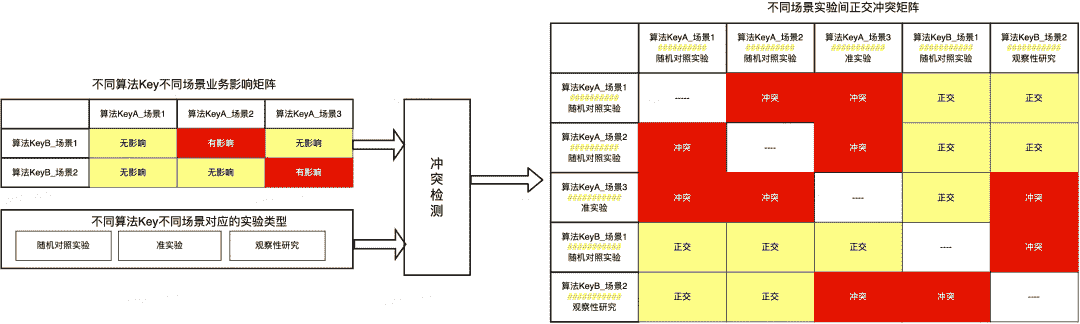 不同算法Key不同场景业务影响矩阵
算法KeyA_场景1 算法KeyA_场景2 算法KeyA_场景3
算法KeyB_场景1 无影响 有影响 无影响
算法KeyB_场景2 无影响 无影响 有影响
不同算法Key不同场景对应的实验类型
随机对照实验 准实验 观察性研究
冲突检测
不同场景实验间正交冲突矩阵
算法KeyA_场景1 算法KeyA_场景2 算法KeyA_场景3 算法KeyB_场景1 算法KeyB_场景2
########## ########## ########## ########## ##########
随机对照实验 随机对照实验 准实验 随机对照实验 观察性研究
算法KeyA_场景1
##########
随机对照实验
----- 冲突 冲突 正交 正交
算法KeyA_场景2
##########
随机对照实验
冲突 ---- 冲突 正交 正交
算法KeyA_场景3
##########
准实验
冲突 冲突 ---- 正交 冲突
算法KeyB_场景1
##########
随机对照实验
正交 正交 正交 ---- 冲突
算法KeyB_场景2
##########
观察性研究
正交 正交 冲突 冲突 ----